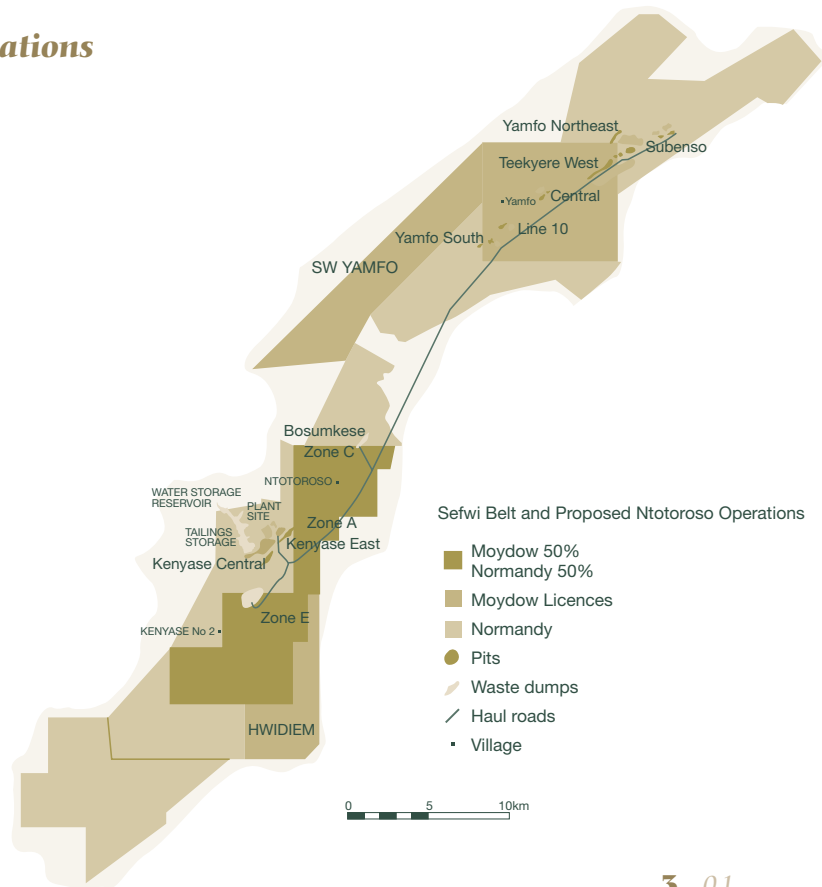 ations
Yamfo Northeast
Subenso
Teekyere West
Yamfo
Central
Line 10
Yamfo South
SW YAMFO
Bosumkese
Zone C
NTOTOROSO
WATER STORAGE
RESERVOIR
PLANT
SITE
Zone A
TAILINGS
STORAGE
Kenyase East
Kenyase Central
Zone E
KENYASE No 2
HWIDIEM
Sefwi Belt and Proposed Ntotoroso Operations
Moydow 50%
Normandy 50%
Moydow Licences
Normandy
Pits
Waste dumps
Haul roads
Village
0 5 10km